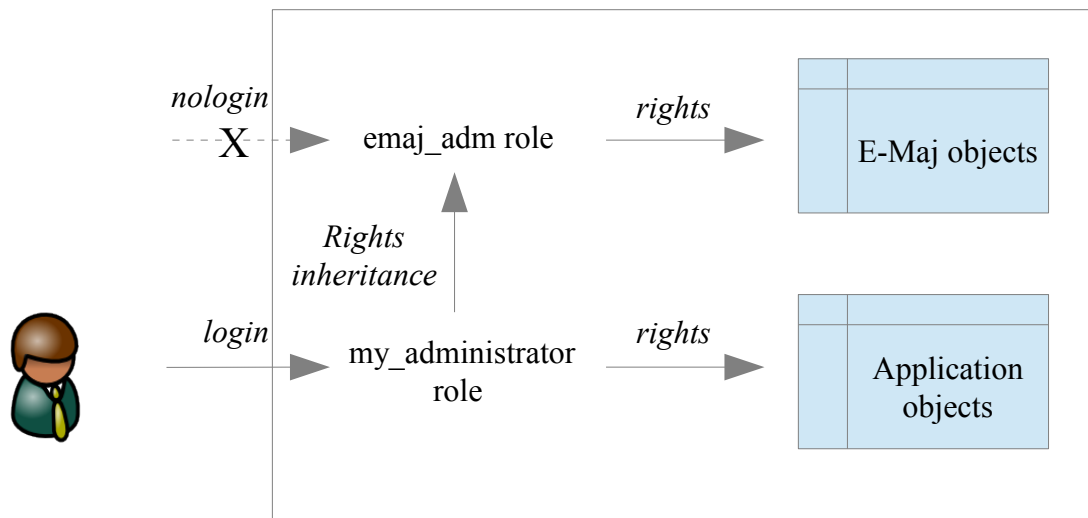 nologin
X
emaj_adm role
rights
E-Maj objects
Rights
inheritance
login
my_administrator
role
rights
Application
objects